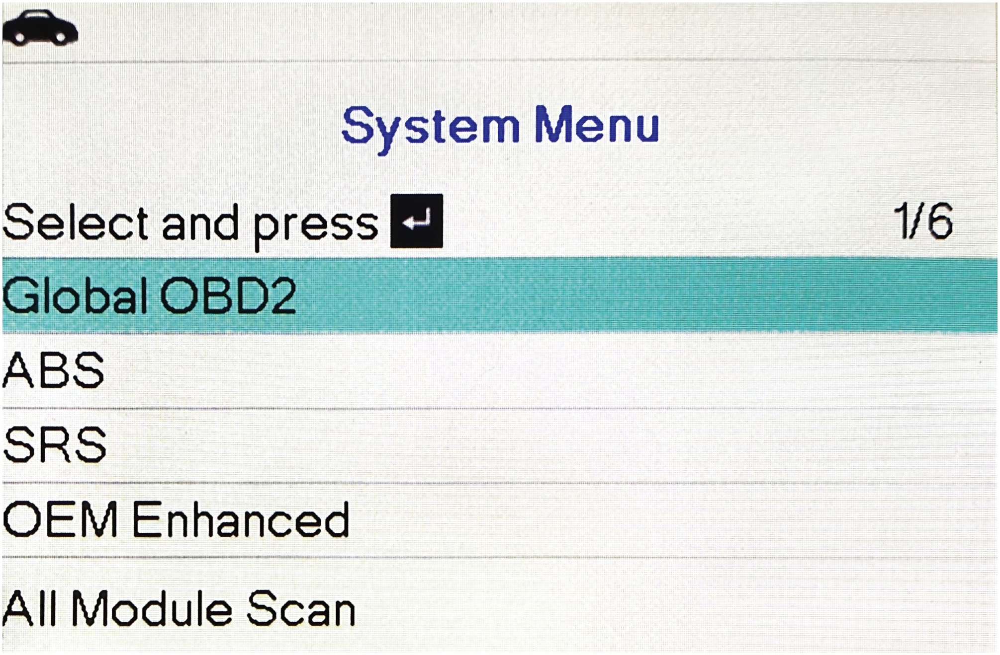 System Menu
Select and press 1/6
Global OBD2
ABS
SRS
OEM Enhanced
All Module Scan